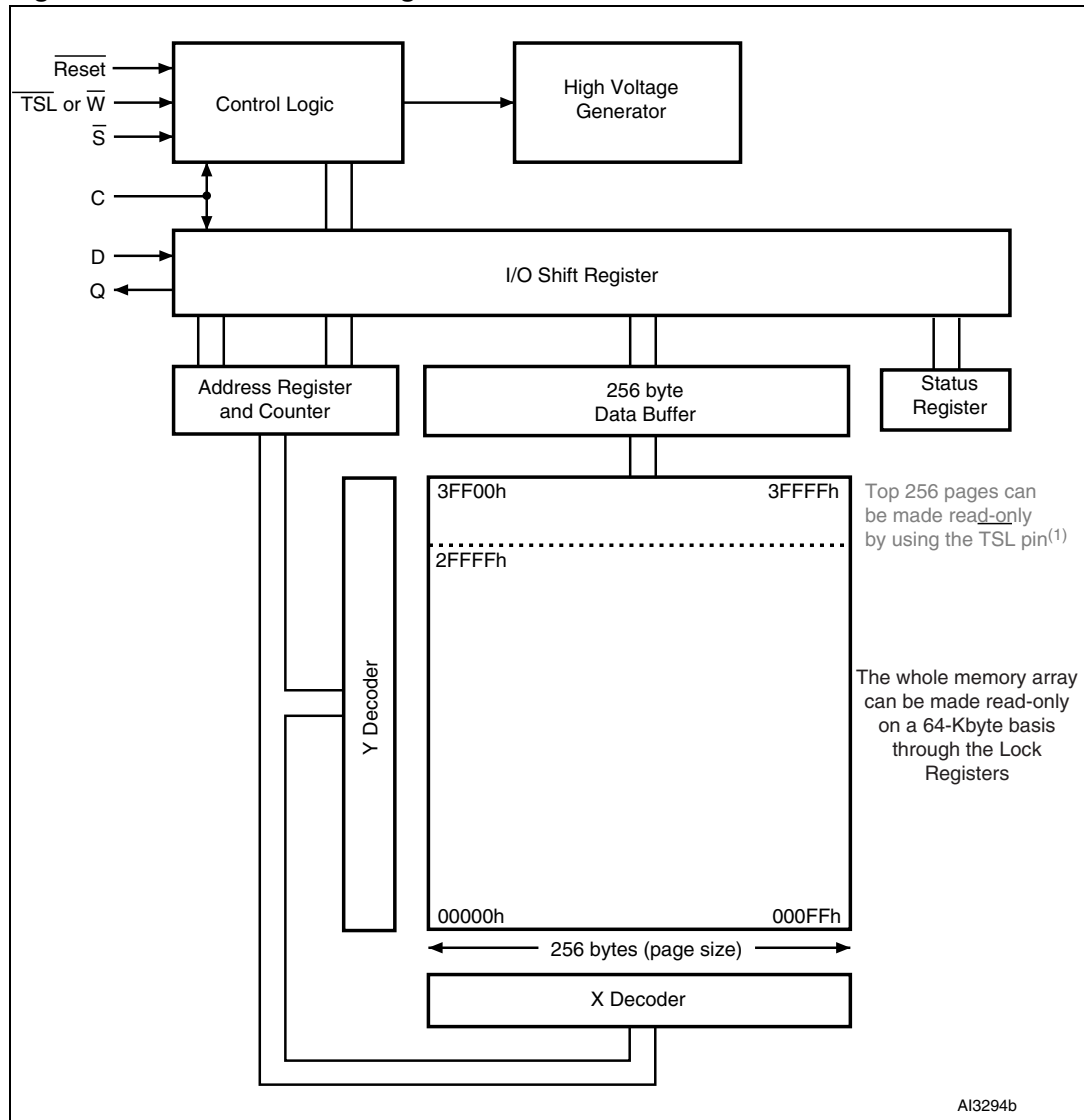 Reset
TSL or W
S
C
D
Q
Control Logic
High Voltage
Generator
I/O Shift Register
Address Register
and Counter
256 byte
Data Buffer
Status
Register
3FF00h
3FFFFh
2FFFFh
00000h
000FFh
Top 256 pages can
be made read-only
by using the TSL pin(1)
Y Decoder
The whole memory array
can be made read-only
on a 64-Kbyte basis
through the Lock
Registers
256 bytes (page size)
X Decoder
AI3294b